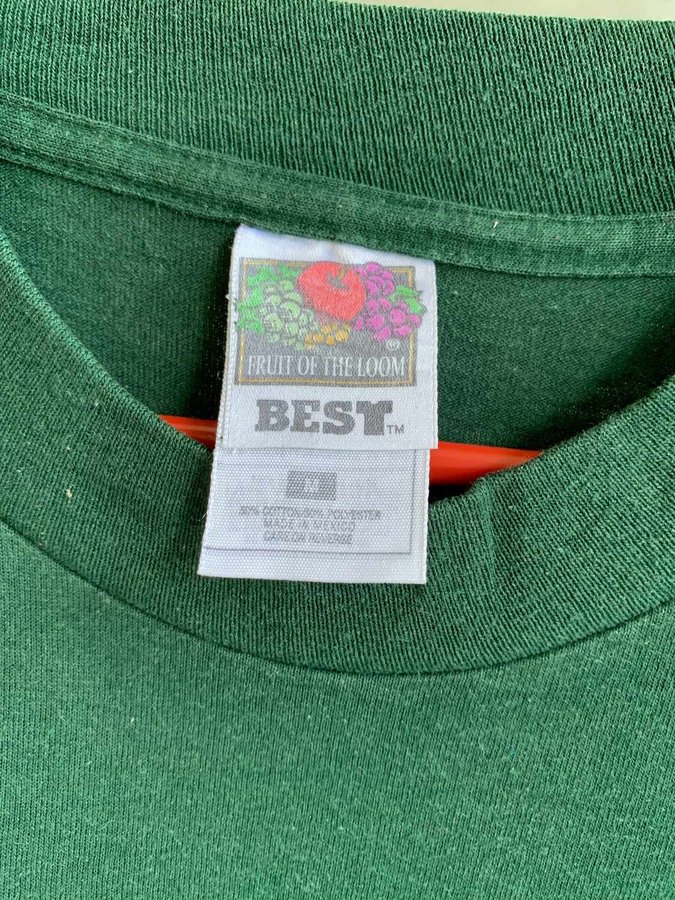 ®
FRUIT OF THE LOOM
BEST™
M
50% COTTON/50% POLYESTER
MADE IN MEXICO
CARE ON REVERSE